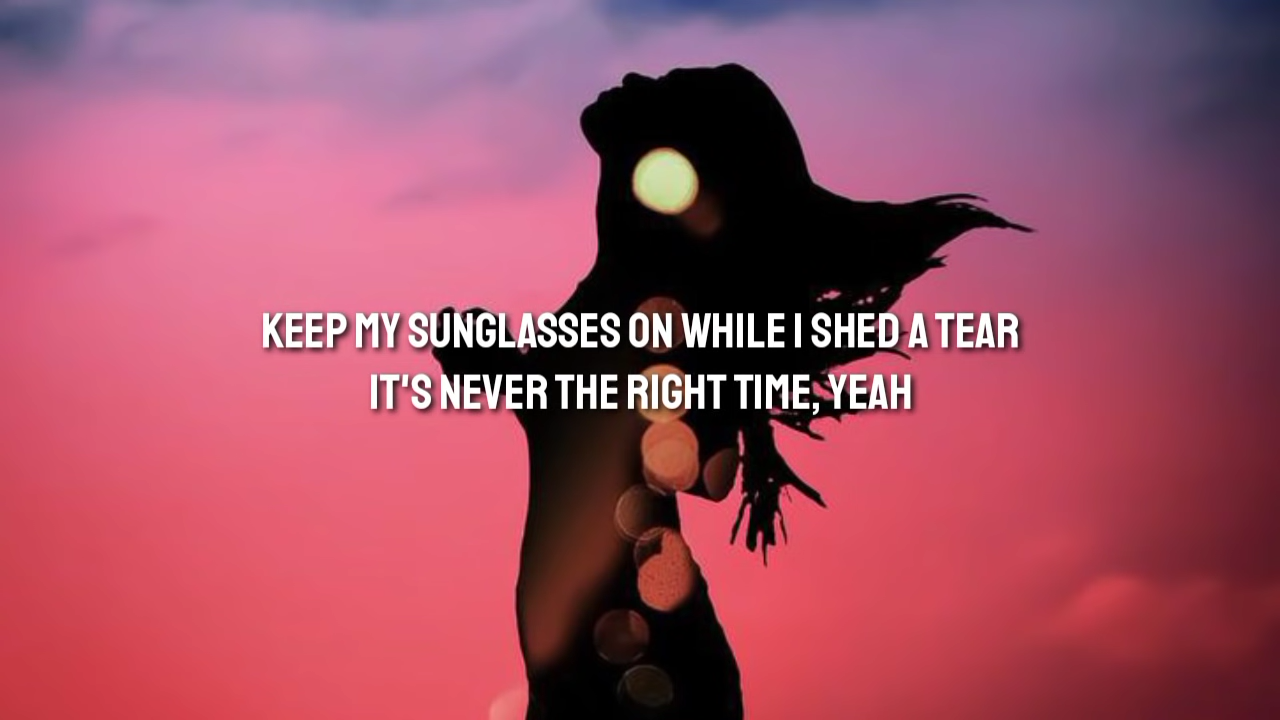 KEEP MY SUNGLASSES ON WHILE I SHED A TEAR
IT'S NEVER THE RIGHT TIME, YEAH